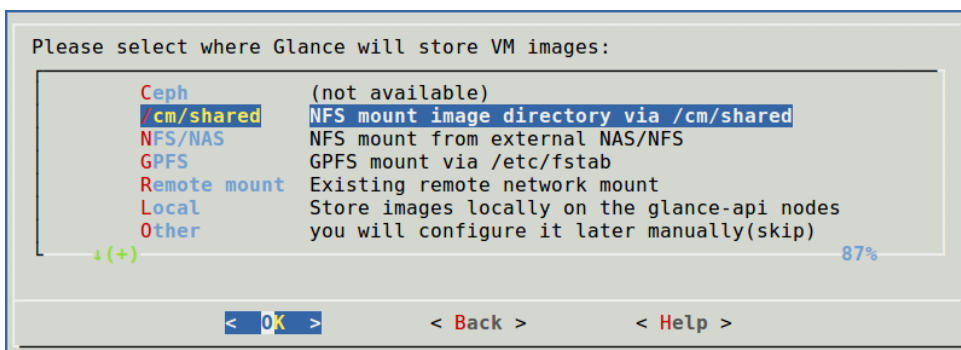 Please select where Glance will store VM images:
Ceph (not available)
/cm/shared NFS mount image directory via /cm/shared
NFS/NAS NFS mount from external NAS/NFS
GPFS GPFS mount via /etc/fstab
Remote mount Existing remote network mount
Local Store images locally on the glance-api nodes
Other you will configure it later manually(skip)
↓(+) 87%
< OK > < Back > < Help >